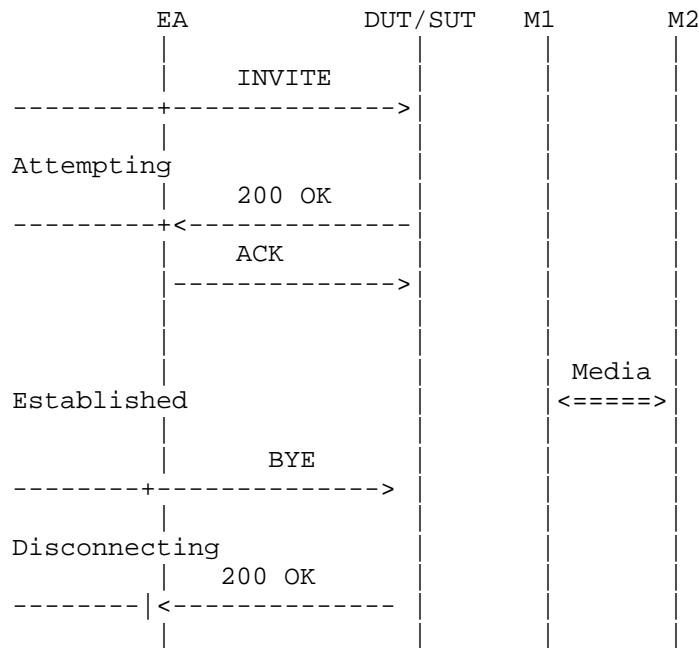 EA DUT/SUT M1 M2
INVITE
Attempting
200 OK
ACK
Media
Established <=====>
BYE
Disconnecting
200 OK